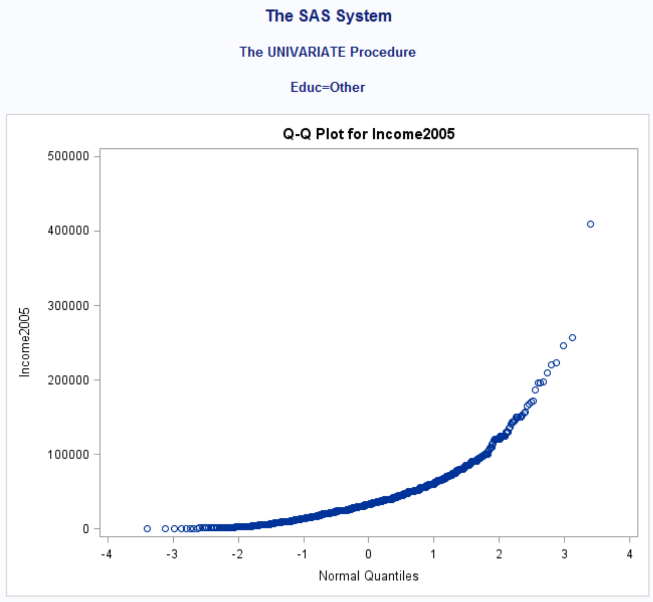 The SAS System
The UNIVARIATE Procedure
Educ=Other
Q-Q Plot for Income2005
500000
400000
300000
200000
100000
0
Income2005
-4 -3 -2 -1 0 1 2 3 4
Normal Quantiles